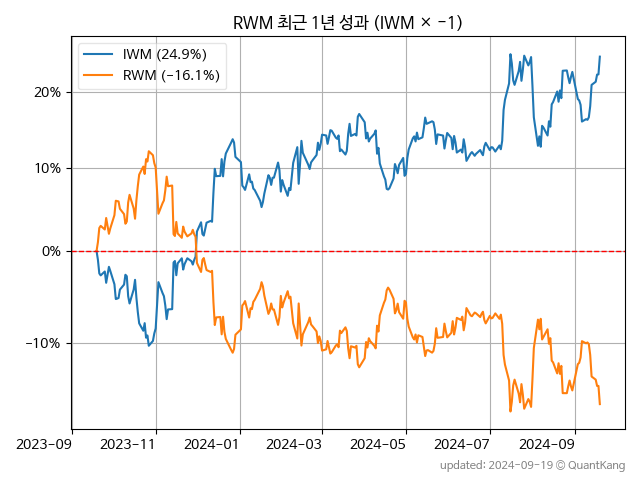 RWM 최근 1년 성과 (IWM × −1)
IWM (24.9%)
RWM (−16.1%)
20%
10%
0%
−10%
2023-09 2023-11 2024-01 2024-03 2024-05 2024-07 2024-09
updated: 2024-09-19 © QuantKang